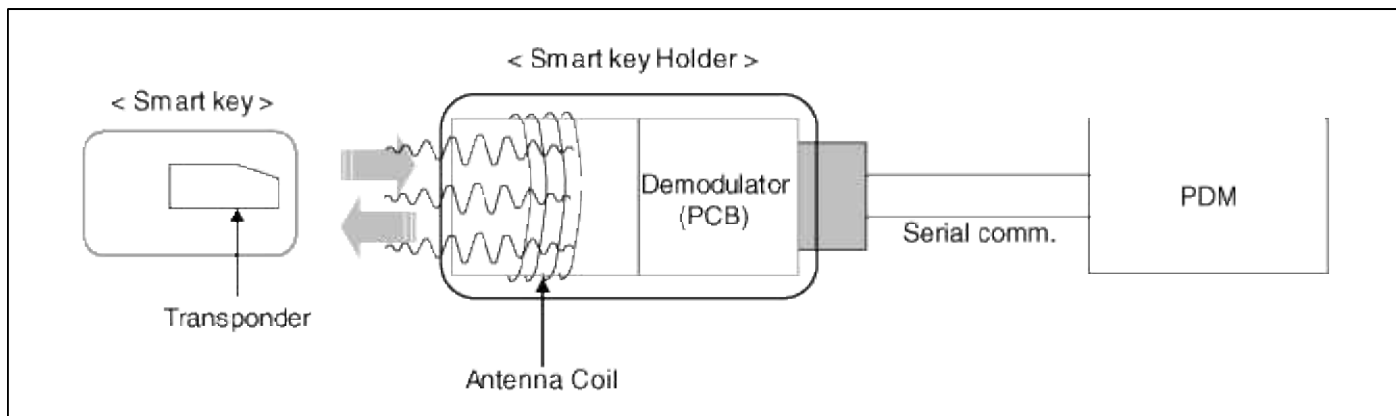 < Smart key Holder >
< Smart key >
Demodulator
(PCB)
PDM
Serial comm.
Transponder
Antenna Coil